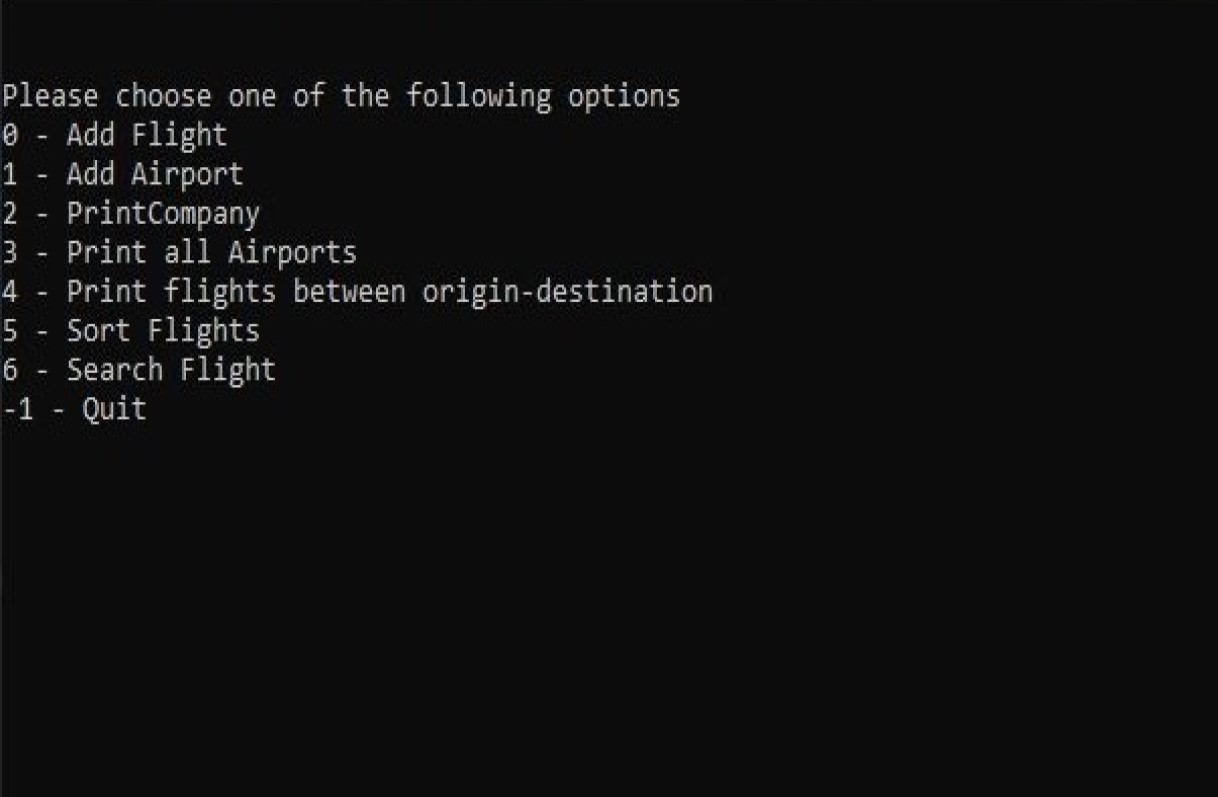 Please choose one of the following options
0 - Add Flight
1 - Add Airport
2 - PrintCompany
3 - Print all Airports
4 - Print flights between origin-destination
5 - Sort Flights
6 - Search Flight
-1 - Quit